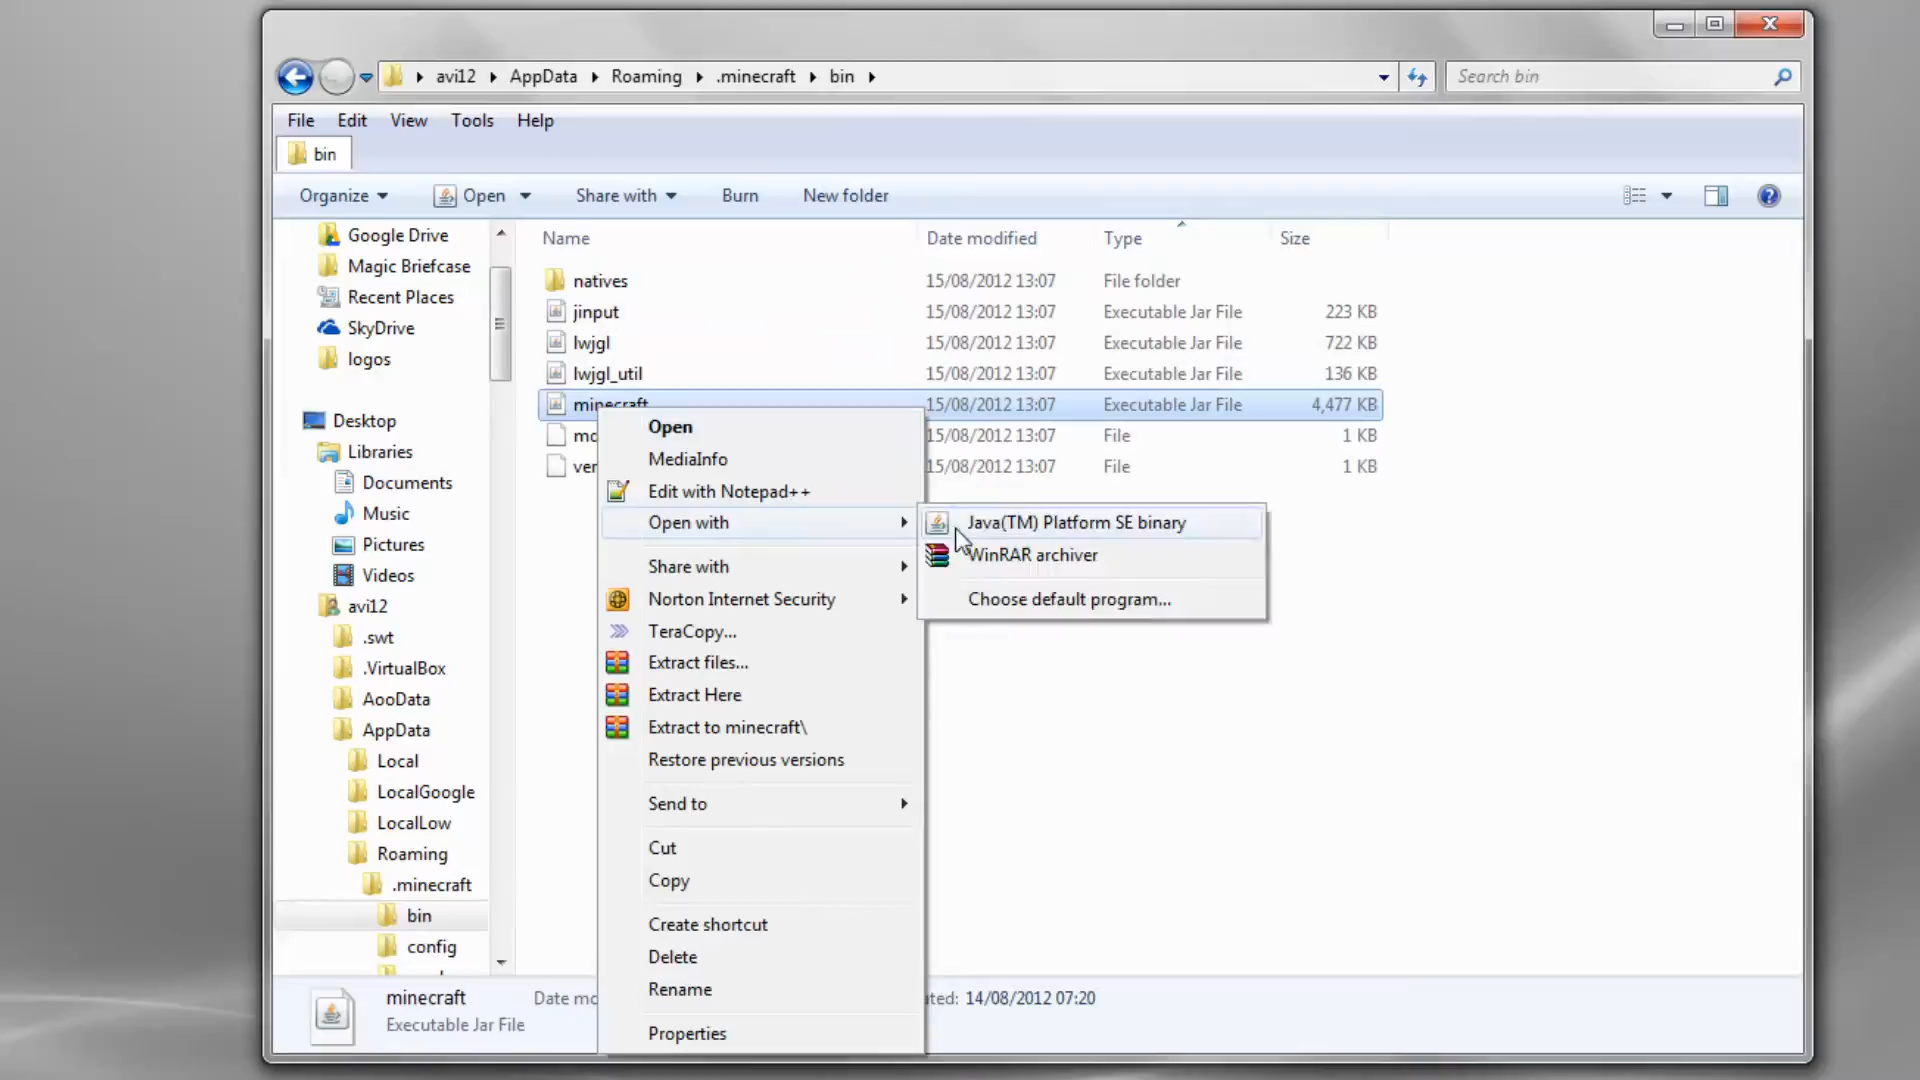 avi12 AppData Roaming .minecraft bin
Search bin
File Edit View Tools Help
bin
Organize Open Share with Burn New folder
Name Date modified Type Size
Google Drive
Magic Briefcase
Recent Places
SkyDrive
logos
Desktop
Libraries
Documents
Music
Pictures
Videos
avi12
.swt
.VirtualBox
AooData
AppData
Local
LocalGoogle
LocalLow
Roaming
.minecraft
bin
config
natives 15/08/2012 13:07 File folder
jinput 15/08/2012 13:07 Executable Jar File 223 KB
lwjgl 15/08/2012 13:07 Executable Jar File 722 KB
lwjgl_util 15/08/2012 13:07 Executable Jar File 136 KB
minecraft 15/08/2012 13:07 Executable Jar File 4,477 KB
15/08/2012 13:07 File 1 KB
ver 15/08/2012 13:07 File 1 KB
Open
MediaInfo
Edit with Notepad++
Open with
Share with
Norton Internet Security
TeraCopy...
Extract files...
Extract Here
Extract to minecraft\
Restore previous versions
Send to
Cut
Copy
Create shortcut
Delete
Rename
Properties
Java(TM) Platform SE binary
WinRAR archiver
Choose default program...
minecraft Date mo ated: 14/08/2012 07:20
Executable Jar File